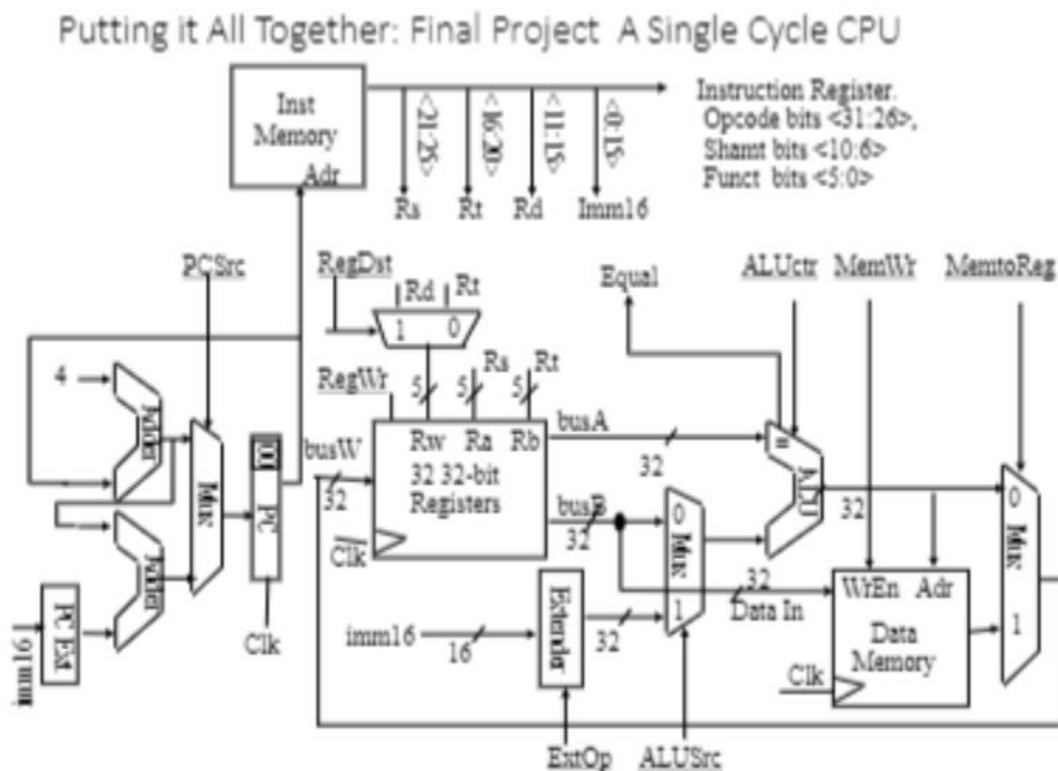 Putting it All Together: Final Project A Single Cycle CPU
Inst
Memory
Adr
<21:25>
<16:20>
<11:15>
<0:15>
Rs
Rt
Rd
Imm16
Instruction Register.
Opcode bits <31:26>,
Shamt bits <10:6>
Funct bits <5:0>
PCSrc
RegDst
Rd
Rt
1
0
Equal
ALUctr
MemWr
MemtoReg
4
Adder
Mux
00
PC
Clk
Adder
PC Ext
imm16
RegWr
5
5
Rs
5
Rt
busW
32
Rw
Ra
Rb
32 32-bit
Registers
Clk
busA
32
busB
32
0
Mux
1
=
ALU
32
imm16
16
Extender
32
32
Data In
WrEn
Adr
Data
Memory
Clk
0
Mux
1
ExtOp
ALUSrc